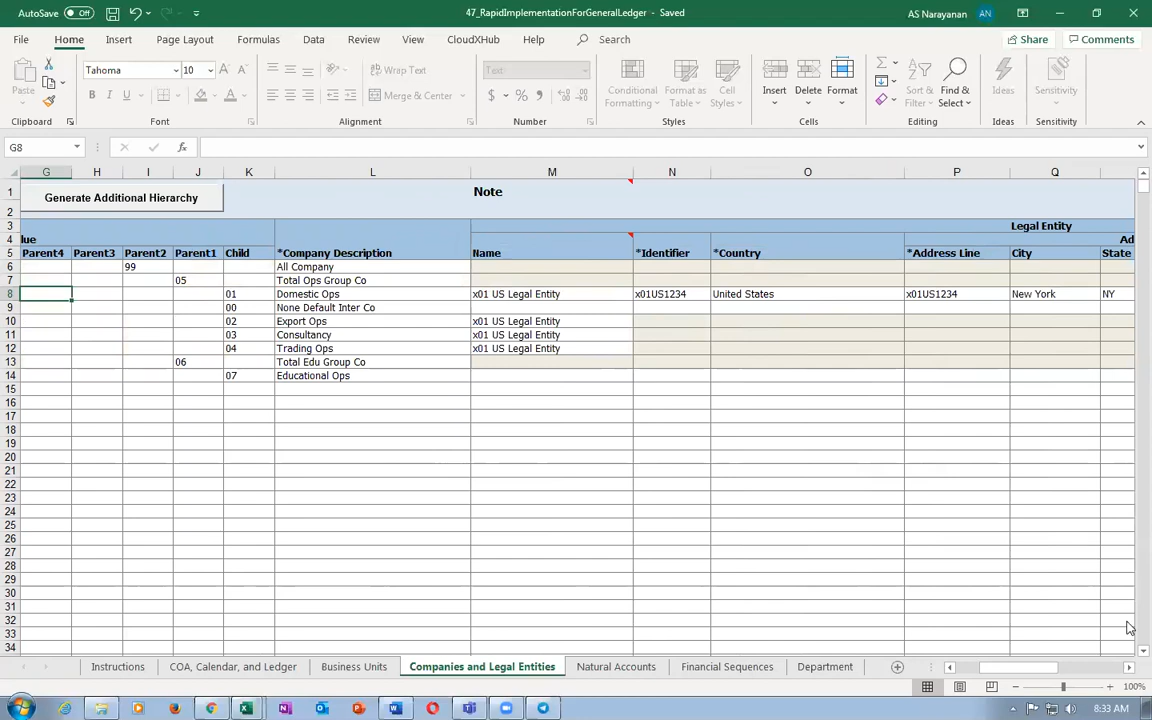 AutoSave Off 47_RapidImplementationForGeneralLedger - Saved AS Narayanan AN
File Home Insert Page Layout Formulas Data Review View CloudXHub Help Search Share Comments
Tahoma 10 Wrap Text Text
Paste B I U Merge & Center $ % Conditional Formatting Format as Table Cell Styles Insert Delete Format Sort & Filter Find & Select Ideas Sensitivity
Clipboard Font Alignment Number Styles Cells Editing Ideas Sensitivity
G8 fx
G H I J K L M N O P Q
1 Generate Additional Hierarchy Note
2
3 Legal Entity
4 lue Ad
5 Parent4 Parent3 Parent2 Parent1 Child *Company Description Name *Identifier *Country *Address Line City State
6 99 All Company
7 05 Total Ops Group Co
8 01 Domestic Ops x01 US Legal Entity x01US1234 United States x01US1234 New York NY
9 00 None Default Inter Co
10 02 Export Ops x01 US Legal Entity
11 03 Consultancy x01 US Legal Entity
12 04 Trading Ops x01 US Legal Entity
13 06 Total Edu Group Co
14 07 Educational Ops
15
16
17
18
19
20
21
22
23
24
25
26
27
28
29
30
31
32
33
34
Instructions COA, Calendar, and Ledger Business Units Companies and Legal Entities Natural Accounts Financial Sequences Department
100%
8:33 AM